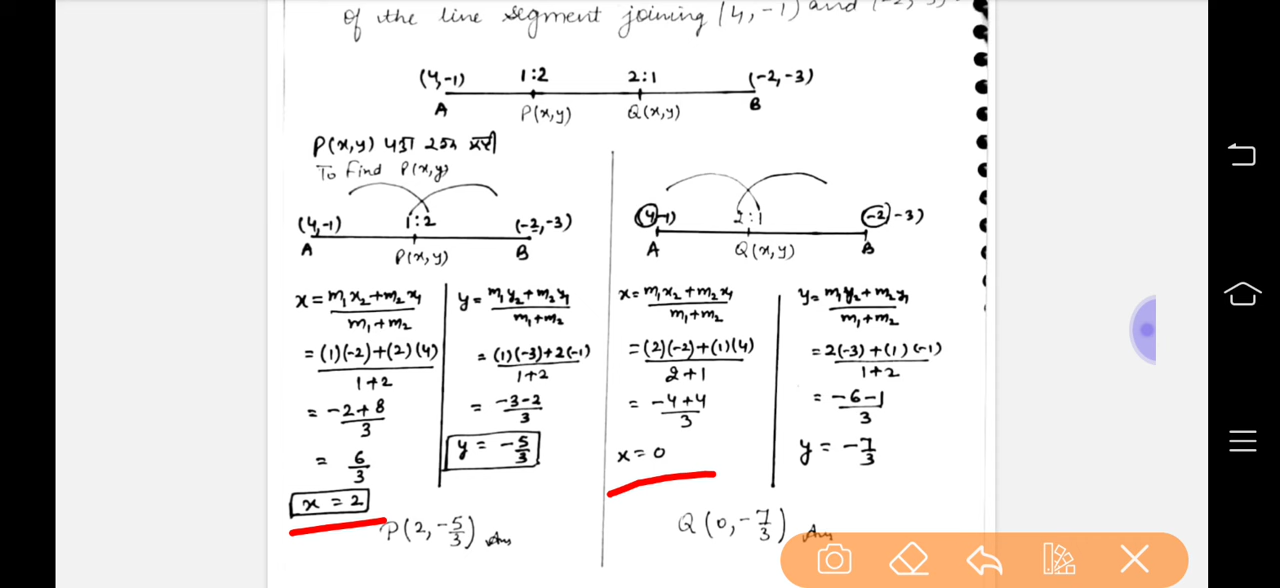 of the line segment joining (4, -1) and (-2, -3).
(4,-1) 1:2 2:1 (-2,-3)
A P(x,y) Q(x,y) B
P(x,y)
To Find P(x,y)
(4,-1) 1:2 (-2,-3)
A P(x,y) B
x = m₁x₂+m₂x₁ / m₁+m₂
= (1)(-2)+(2)(4) / 1+2
= -2+8 / 3
= 6/3
x = 2
y = m₁y₂+m₂y₁ / m₁+m₂
= (1)(-3)+2(-1) / 1+2
= -3-2 / 3
y = -5/3
P(2, -5/3) Ans
(4,-1) 2:1 (-2,-3)
A Q(x,y) B
x = m₁x₂+m₂x₁ / m₁+m₂
= (2)(-2)+(1)(4) / 2+1
= -4+4 / 3
x = 0
y = m₁y₂+m₂y₁ / m₁+m₂
= 2(-3)+(1)(-1) / 1+2
= -6-1 / 3
y = -7/3
Q(0, -7/3) Ans